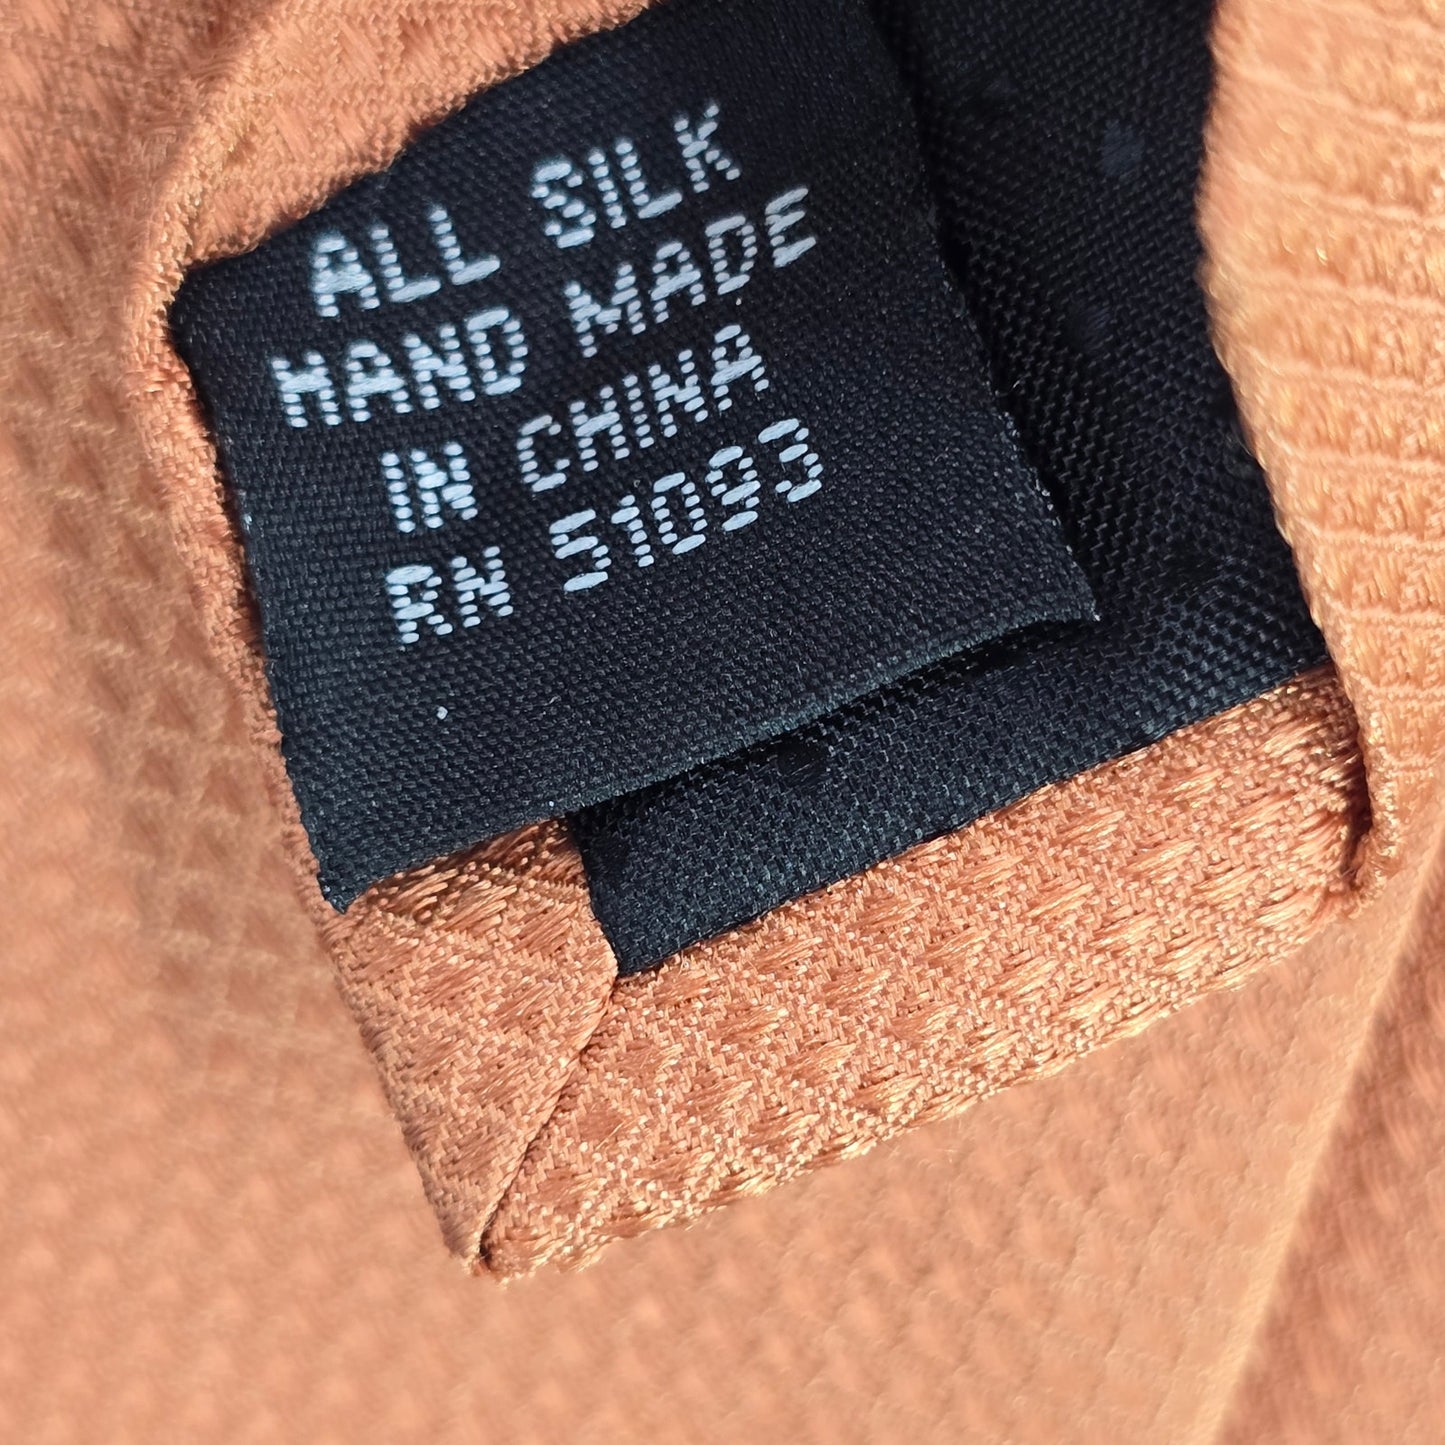 ALL SILK
HAND MADE
IN CHINA
RN 51093